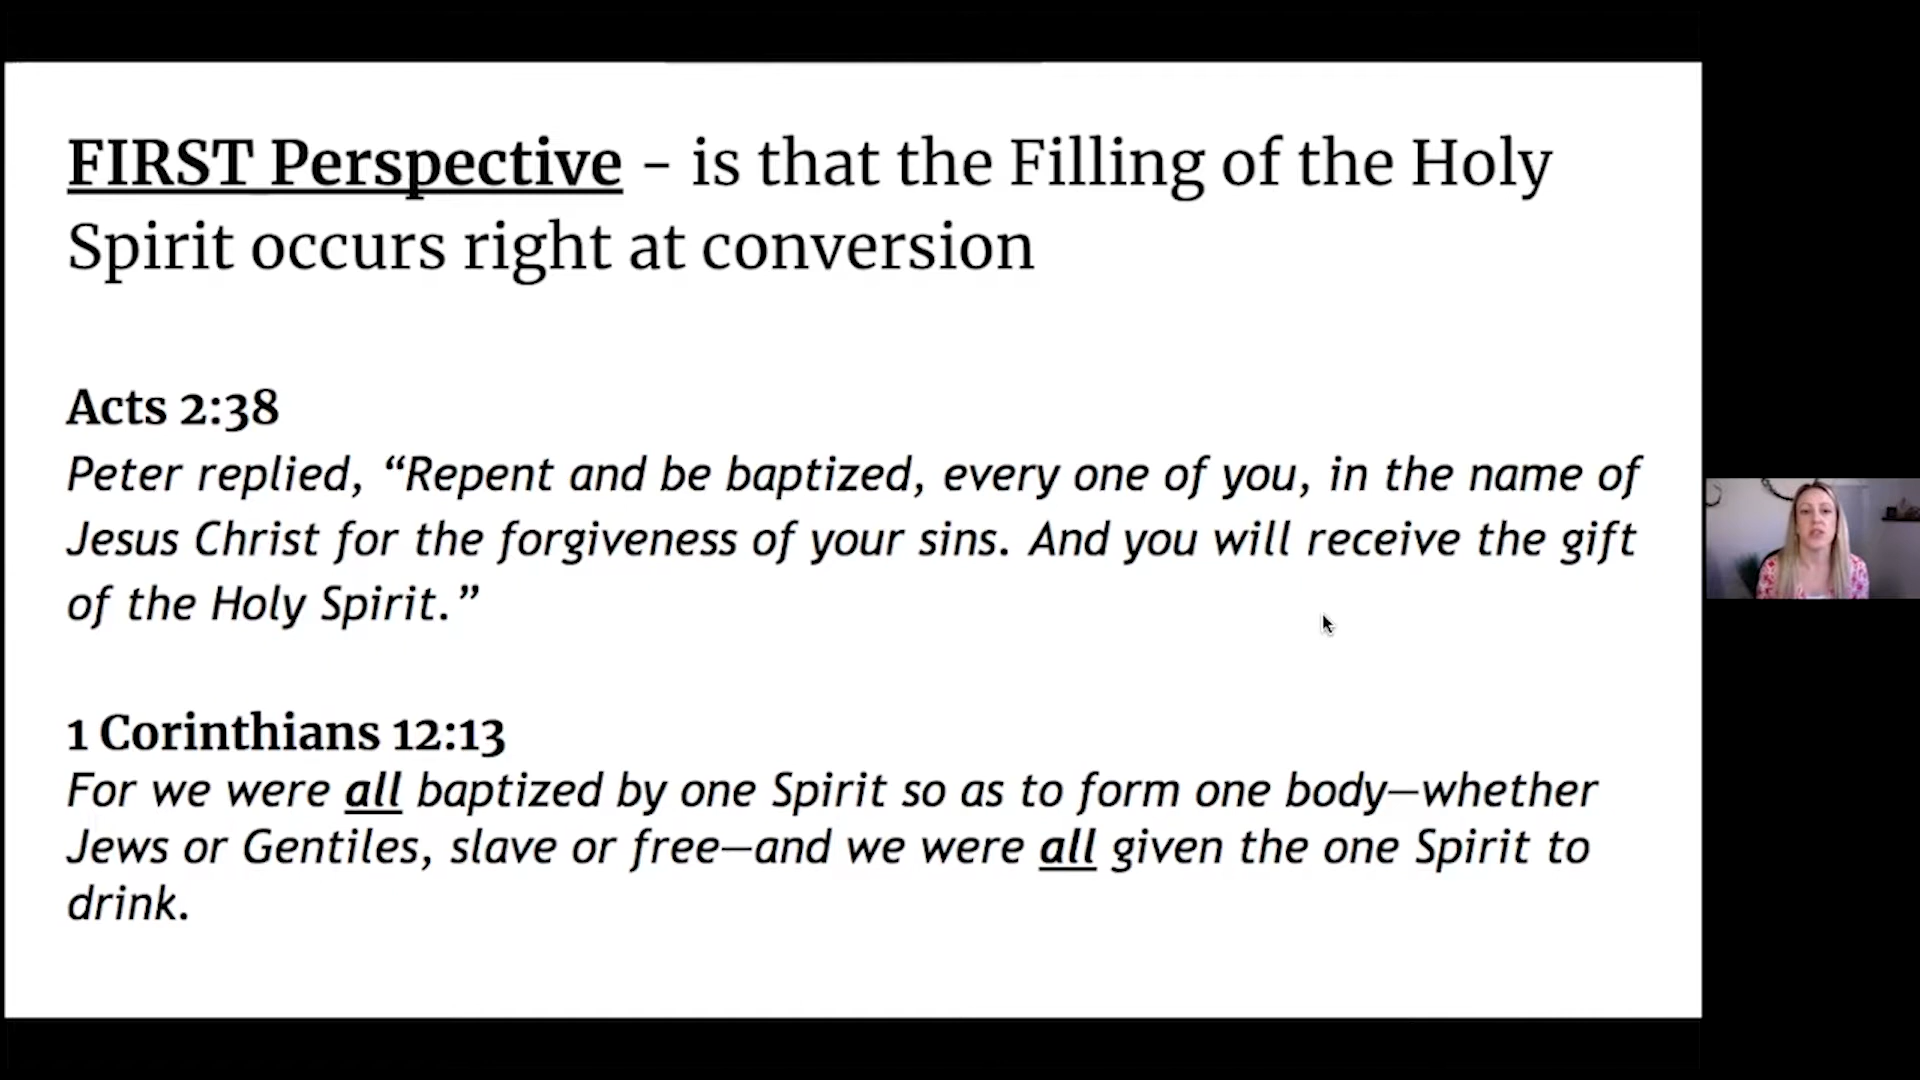 FIRST Perspective - is that the Filling of the Holy
Spirit occurs right at conversion
Acts 2:38
Peter replied, “Repent and be baptized, every one of you, in the name of
Jesus Christ for the forgiveness of your sins. And you will receive the gift
of the Holy Spirit.”
1 Corinthians 12:13
For we were all baptized by one Spirit so as to form one body—whether
Jews or Gentiles, slave or free—and we were all given the one Spirit to
drink.